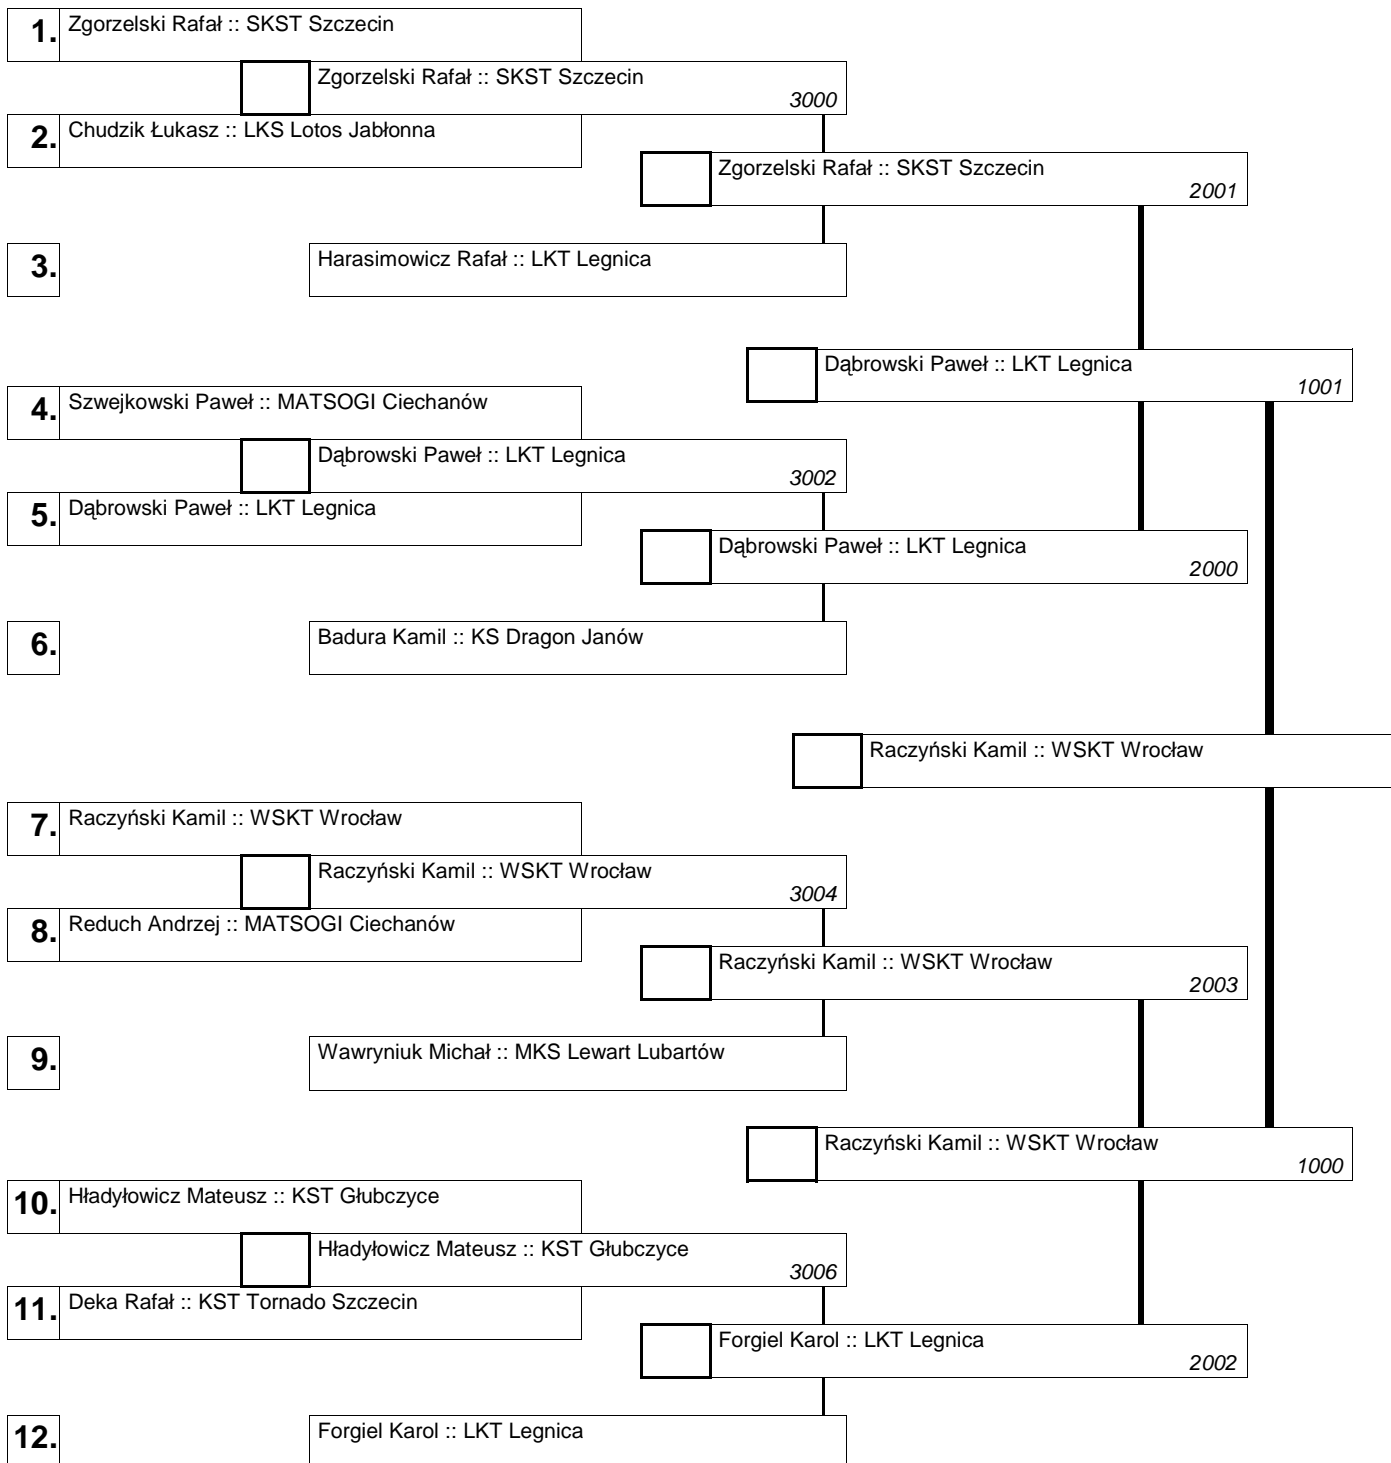 1. Zgorzelski Rafał :: SKST Szczecin
Zgorzelski Rafał :: SKST Szczecin
3000
2. Chudzik Łukasz :: LKS Lotos Jabłonna
Zgorzelski Rafał :: SKST Szczecin
2001
3. Harasimowicz Rafał :: LKT Legnica
Dąbrowski Paweł :: LKT Legnica
1001
4. Szwejkowski Paweł :: MATSOGI Ciechanów
Dąbrowski Paweł :: LKT Legnica
3002
5. Dąbrowski Paweł :: LKT Legnica
Dąbrowski Paweł :: LKT Legnica
2000
6. Badura Kamil :: KS Dragon Janów
Raczyński Kamil :: WSKT Wrocław
7. Raczyński Kamil :: WSKT Wrocław
Raczyński Kamil :: WSKT Wrocław
3004
8. Reduch Andrzej :: MATSOGI Ciechanów
Raczyński Kamil :: WSKT Wrocław
2003
9. Wawryniuk Michał :: MKS Lewart Lubartów
Raczyński Kamil :: WSKT Wrocław
1000
10. Hładyłowicz Mateusz :: KST Głubczyce
Hładyłowicz Mateusz :: KST Głubczyce
3006
11. Deka Rafał :: KST Tornado Szczecin
Forgiel Karol :: LKT Legnica
2002
12. Forgiel Karol :: LKT Legnica